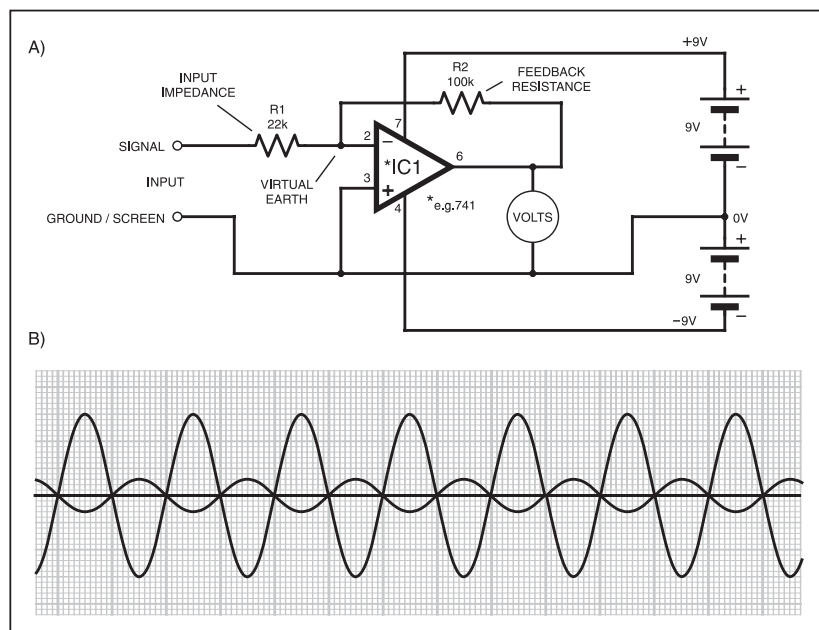 A)
+9V
INPUT
IMPEDANCE
R1
22k
R2
100k
FEEDBACK
RESISTANCE
7
2
–
SIGNAL
*IC1
6
INPUT
VIRTUAL
EARTH
3
+
4
*e.g.741
VOLTS
GROUND / SCREEN
+
9V
–
0V
+
9V
–
–9V
B)